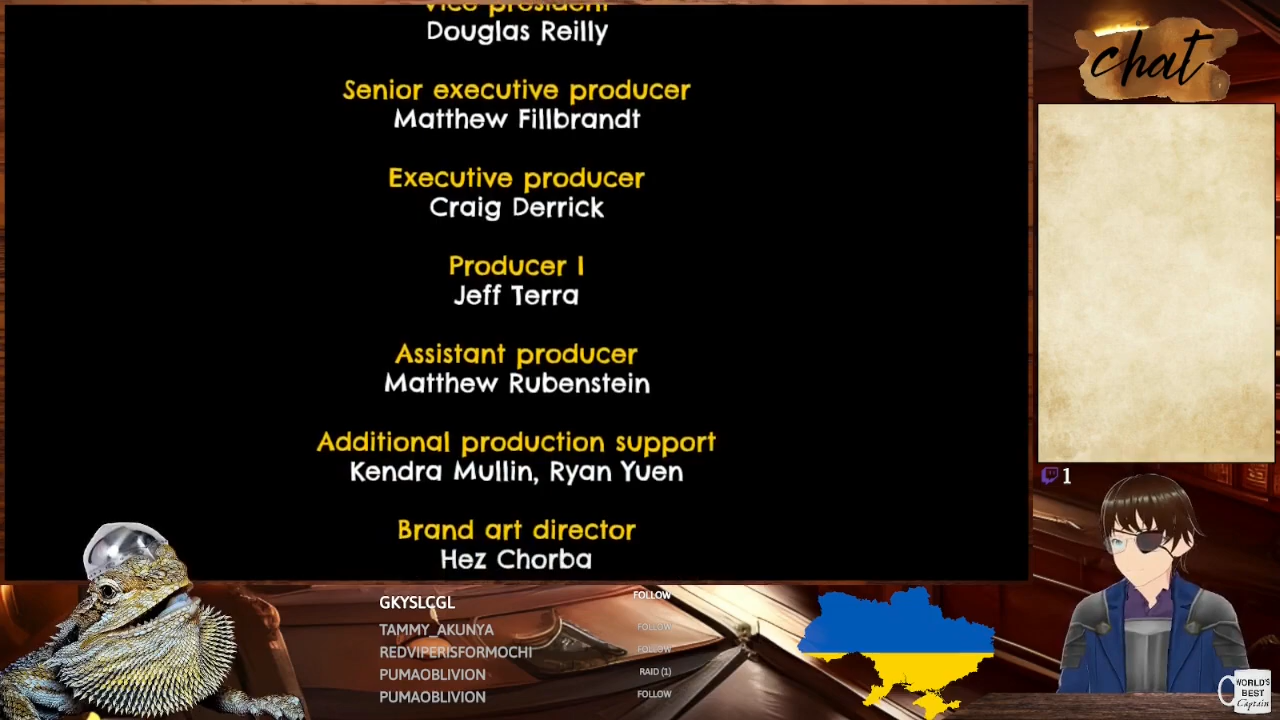 Vice president
Douglas Reilly
Senior executive producer
Matthew Fillbrandt
Executive producer
Craig Derrick
Producer I
Jeff Terra
Assistant producer
Matthew Rubenstein
Additional production support
Kendra Mullin, Ryan Yuen
Brand art director
Hez Chorba
chat
1
GKYSLCGL FOLLOW
TAMMY_AKUNYA FOLLOW
REDVIPERISFORMOCHI FOLLOW
PUMAOBLIVION RAID (1)
PUMAOBLIVION FOLLOW
WORLD'S
BEST
Captain